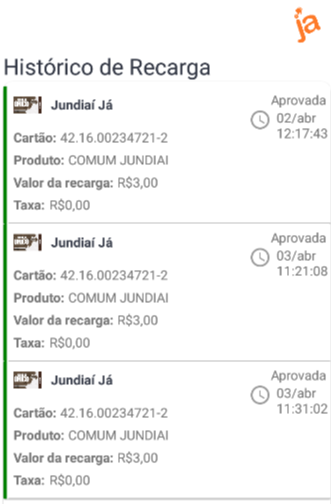 ja
Histórico de Recarga
Jundiaí Já
Aprovada
02/abr
12:17:43
Cartão: 42.16.00234721-2
Produto: COMUM JUNDIAI
Valor da recarga: R$3,00
Taxa: R$0,00
Jundiaí Já
Aprovada
03/abr
11:21:08
Cartão: 42.16.00234721-2
Produto: COMUM JUNDIAI
Valor da recarga: R$3,00
Taxa: R$0,00
Jundiaí Já
Aprovada
03/abr
11:31:02
Cartão: 42.16.00234721-2
Produto: COMUM JUNDIAI
Valor da recarga: R$3,00
Taxa: R$0,00